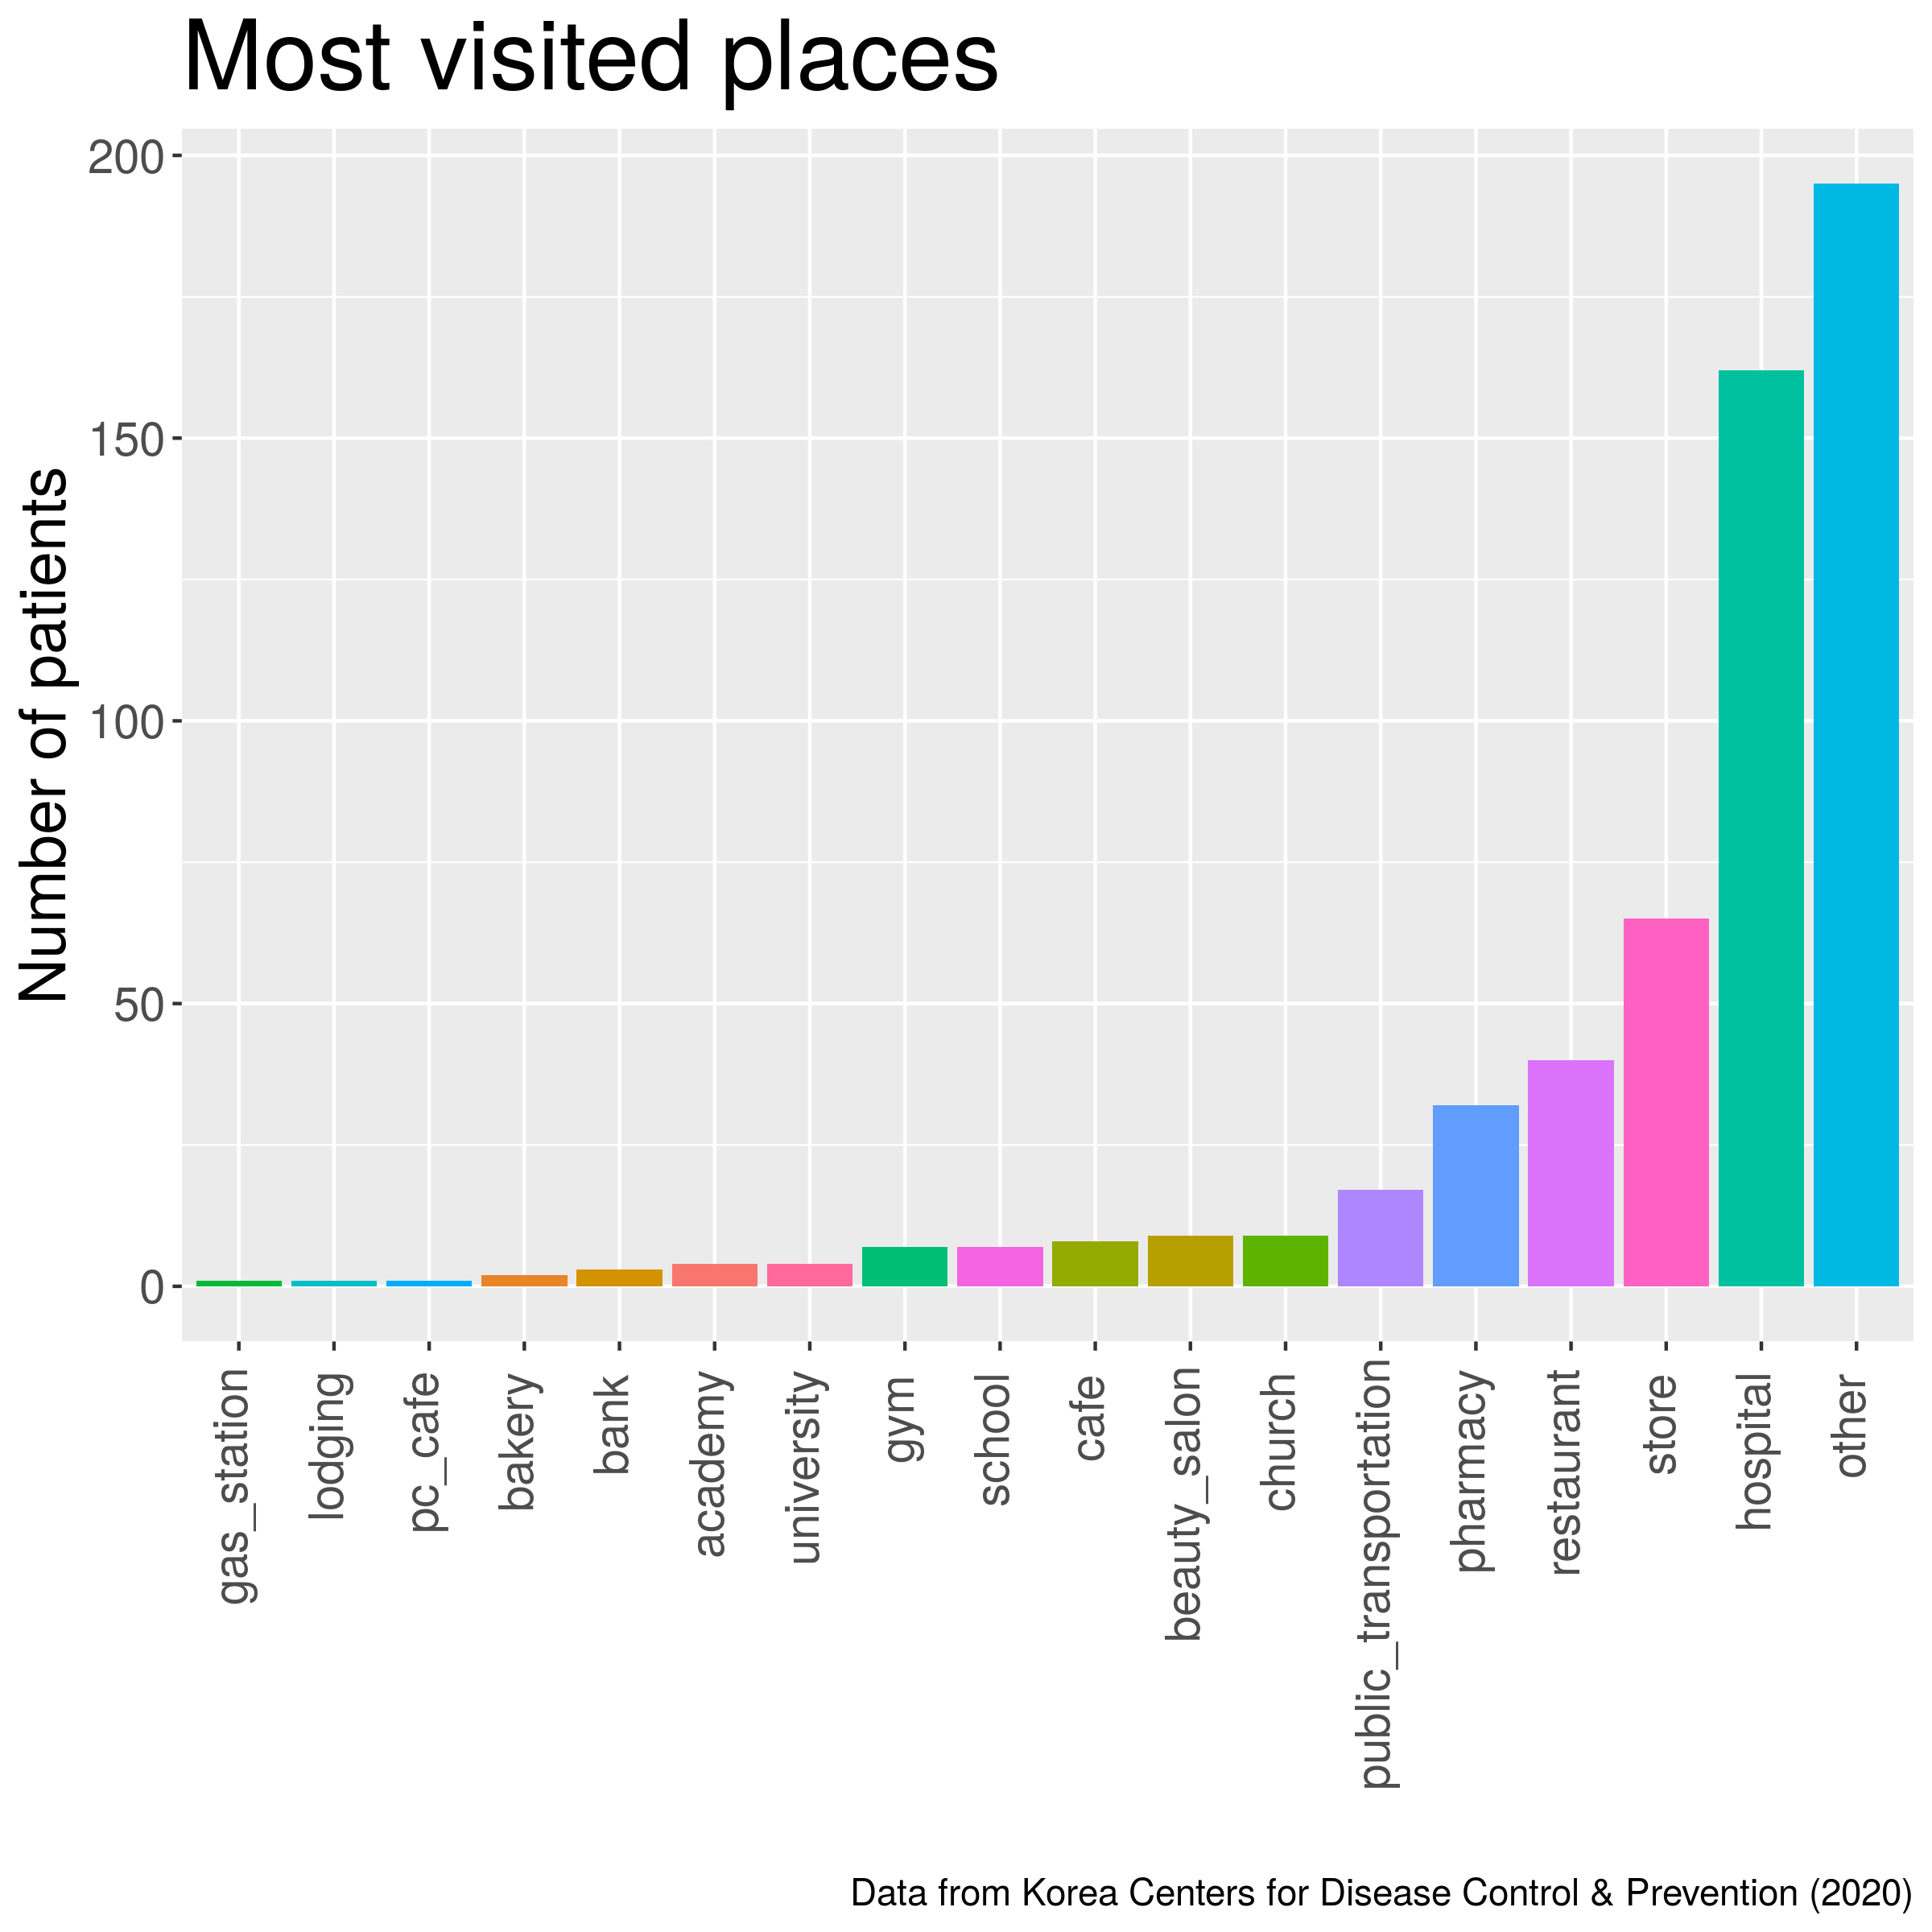 Most visited places
Number of patients
200
150
100
50
0
gas_station
lodging
pc_cafe
bakery
bank
academy
university
gym
school
cafe
beauty_salon
church
public_transportation
pharmacy
restaurant
store
hospital
other
Data from Korea Centers for Disease Control & Prevention (2020)